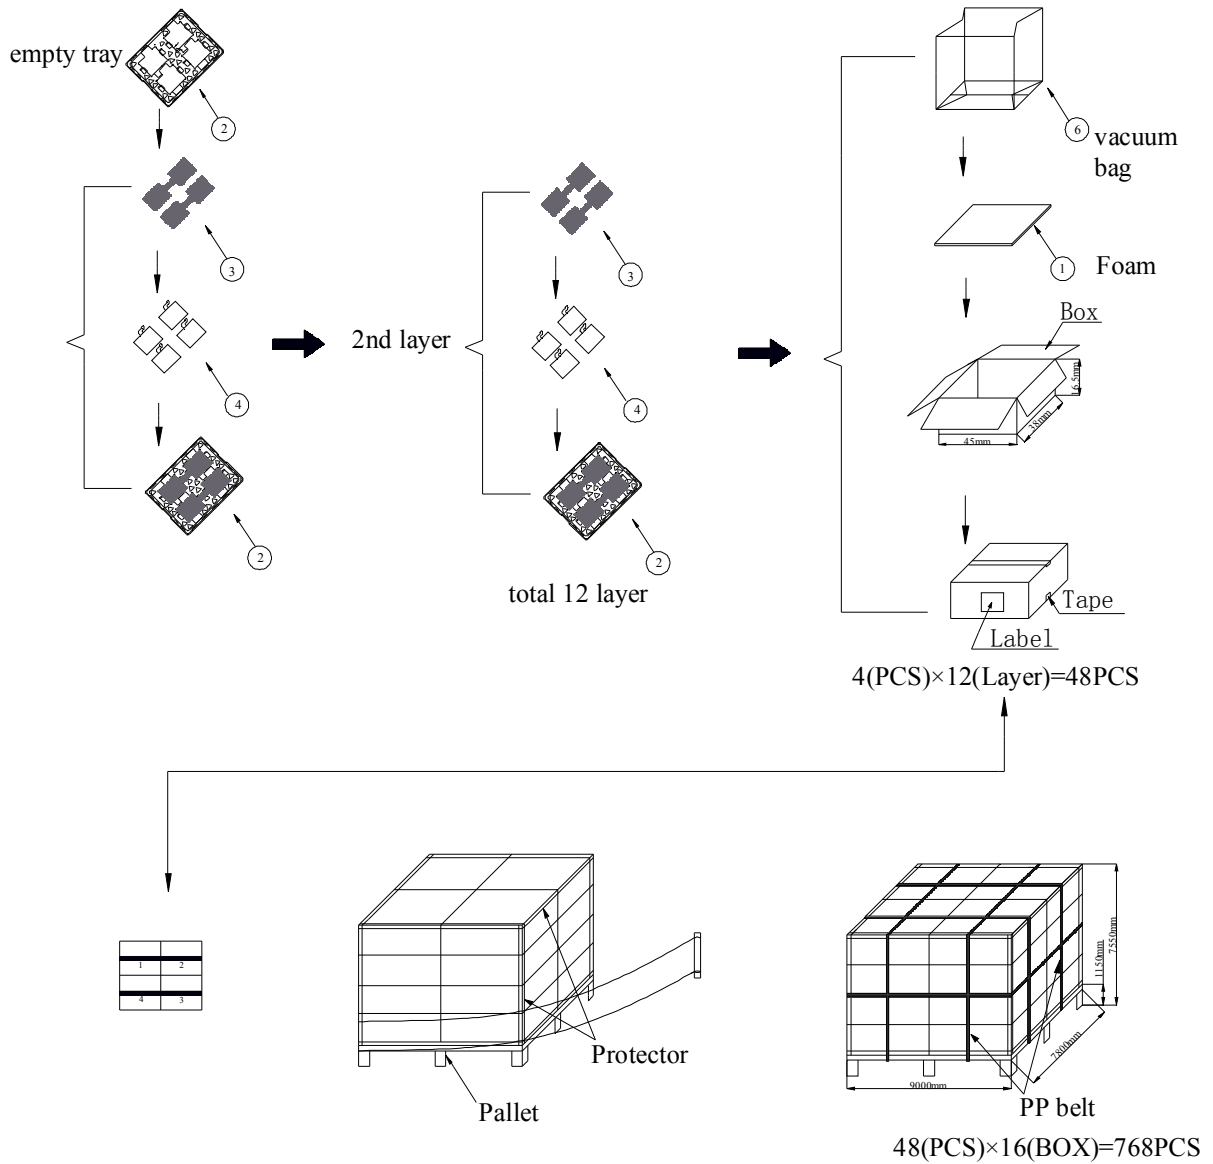 empty tray
2
3
4
2
2nd layer
3
4
2
total 12 layer
6
vacuum
bag
1
Foam
Box
16.5mm
38mm
45mm
Tape
Label
4(PCS)×12(Layer)=48PCS
1
2
4
3
Protector
Pallet
7550mm
1150mm
7800mm
9000mm
PP belt
48(PCS)×16(BOX)=768PCS